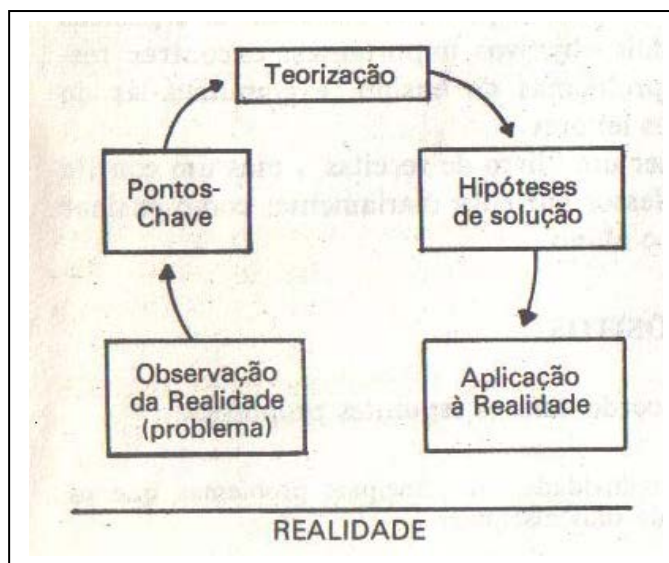 Teorização
Pontos-
Chave
Hipóteses
de solução
Observação
da Realidade
(problema)
Aplicação
à Realidade
REALIDADE